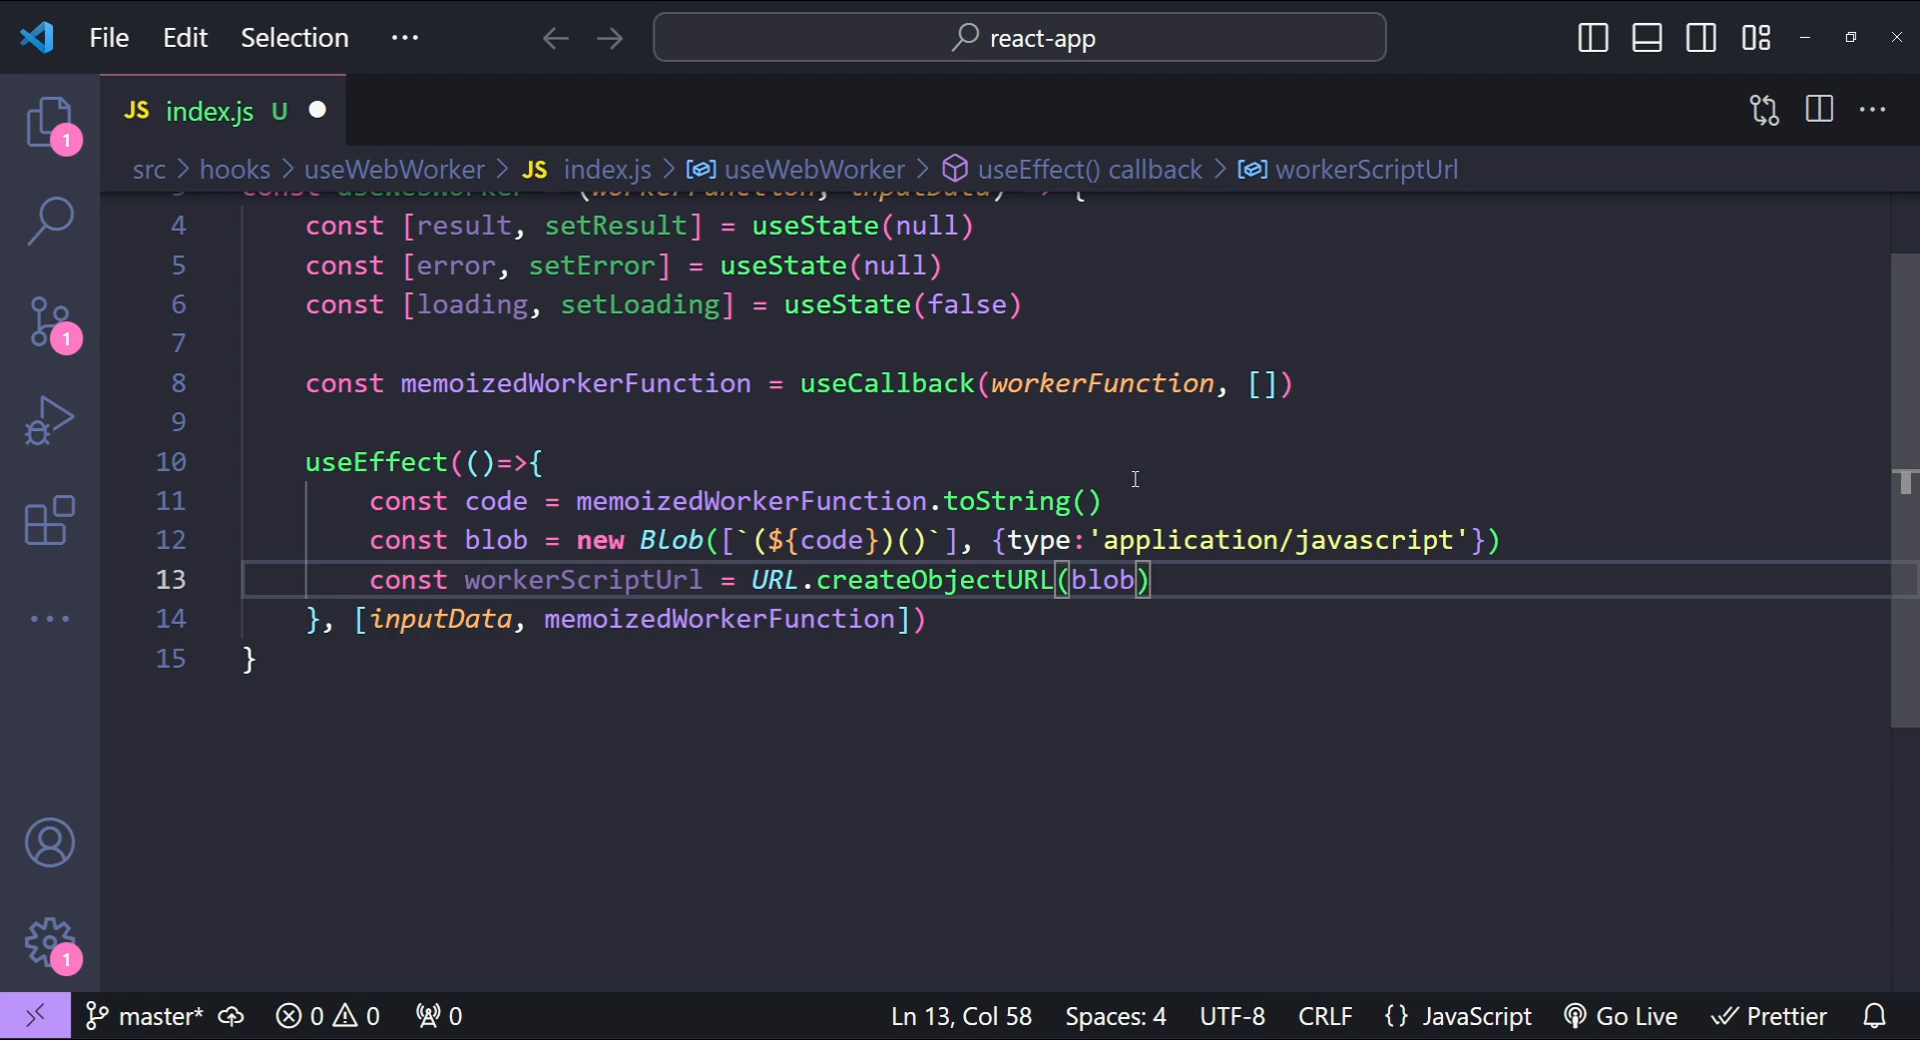 File Edit Selection ··· react-app
JS index.js U
src > hooks > useWebWorker > JS index.js > useWebWorker > useEffect() callback > workerScriptUrl
4 const [result, setResult] = useState(null)
5 const [error, setError] = useState(null)
6 const [loading, setLoading] = useState(false)
7
8 const memoizedWorkerFunction = useCallback(workerFunction, [])
9
10 useEffect(()=>{
11 const code = memoizedWorkerFunction.toString()
12 const blob = new Blob([`(${code})()`], {type:'application/javascript'})
13 const workerScriptUrl = URL.createObjectURL(blob)
14 }, [inputData, memoizedWorkerFunction])
15 }
1
1
1
master* 0 0 0 Ln 13, Col 58 Spaces: 4 UTF-8 CRLF {} JavaScript Go Live Prettier